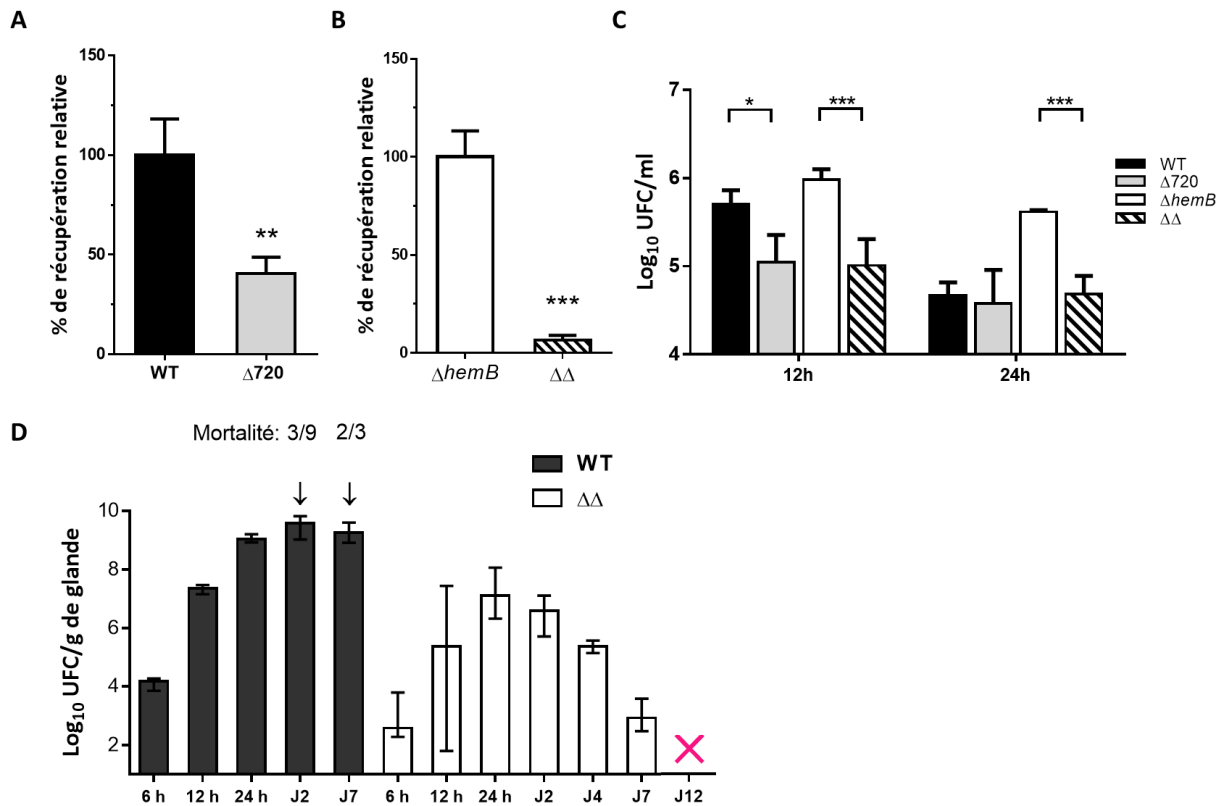 A
% de récupération relative
150
100
50
0
**
WT
Δ720
B
% de récupération relative
150
100
50
0
***
ΔhemB
ΔΔ
C
Log10 UFC/ml
7
6
5
4
*
***
***
12h
24h
WT
Δ720
ΔhemB
ΔΔ
D
Mortalité: 3/9 2/3
WT
ΔΔ
Log10 UFC/g de glande
10
8
6
4
2
6 h 12 h 24 h J2 J7 6 h 12 h 24 h J2 J4 J7 J12